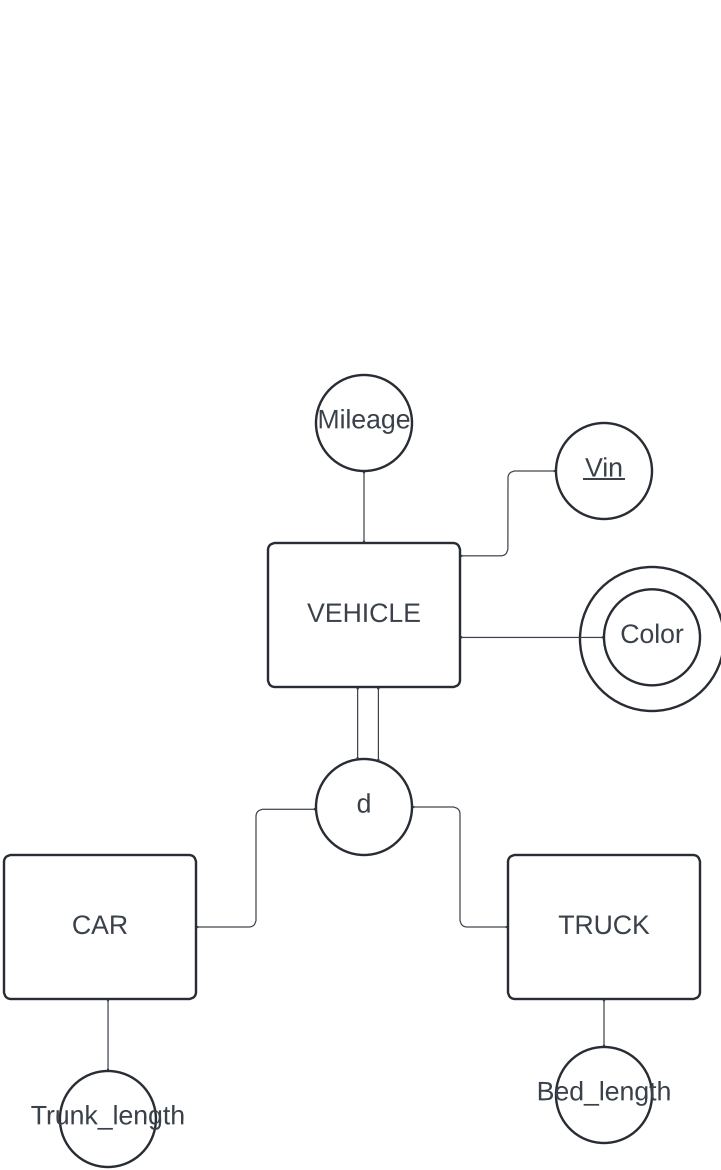 Mileage
Vin
VEHICLE
Color
d
CAR
TRUCK
Trunk_length
Bed_length